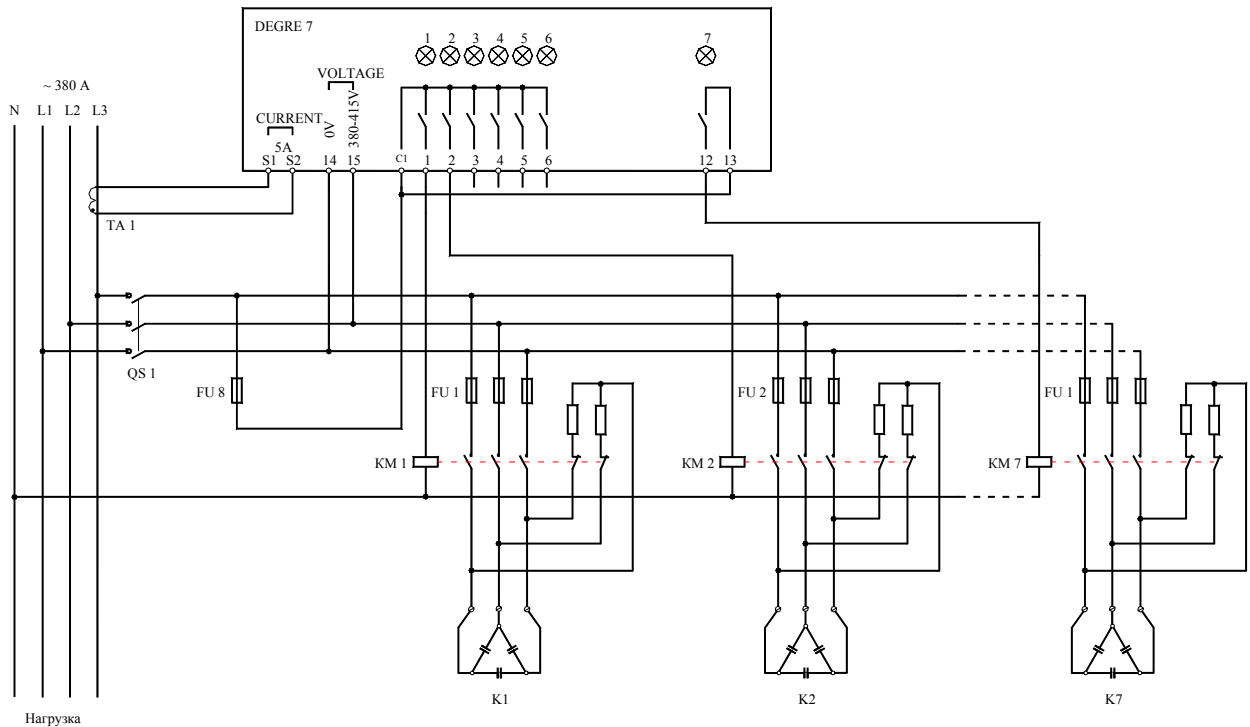 DEGRE 7
1 2 3 4 5 6 7
VOLTAGE
~ 380 А
N L1 L2 L3
CURRENT
0V
380-415V
5A
S1 S2 14 15 C1 1 2 3 4 5 6 12 13
TA 1
QS 1
FU 8
FU 1
FU 2
FU 1
KM 1
KM 2
KM 7
K1
K2
K7
Нагрузка